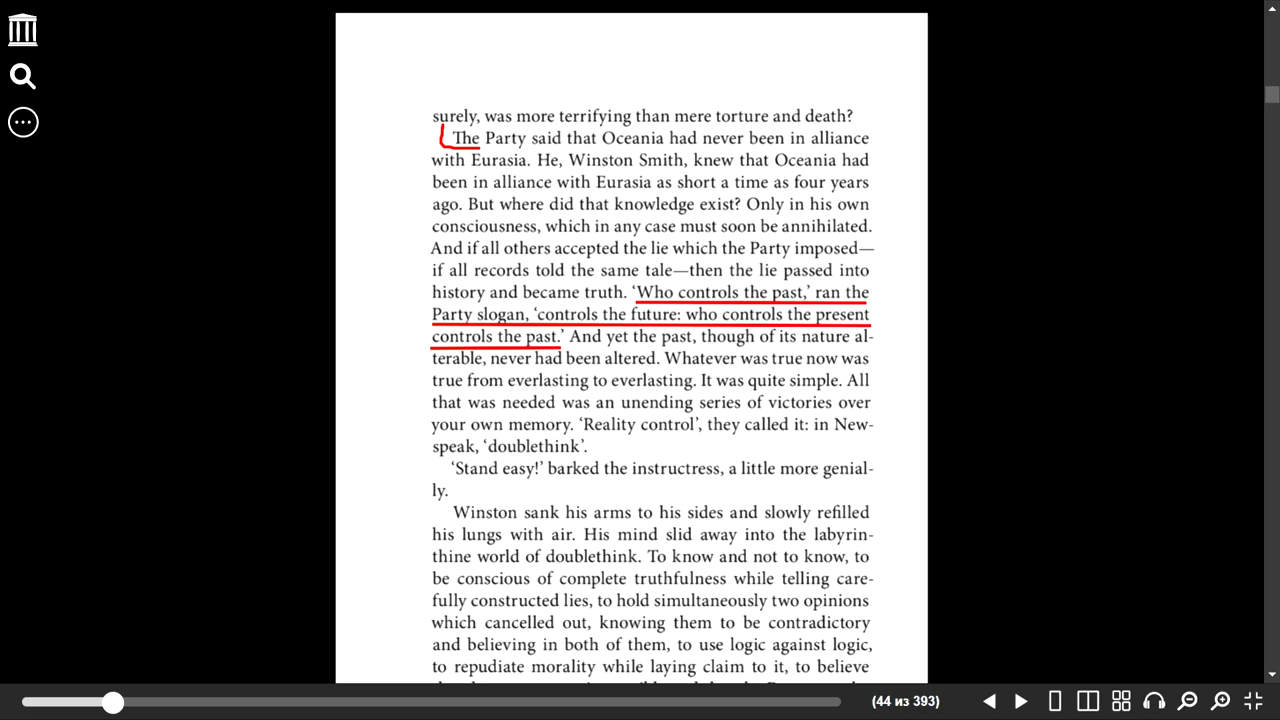 surely, was more terrifying than mere torture and death?
The Party said that Oceania had never been in alliance
with Eurasia. He, Winston Smith, knew that Oceania had
been in alliance with Eurasia as short a time as four years
ago. But where did that knowledge exist? Only in his own
consciousness, which in any case must soon be annihilated.
And if all others accepted the lie which the Party imposed—
if all records told the same tale—then the lie passed into
history and became truth. ‘Who controls the past,’ ran the
Party slogan, ‘controls the future: who controls the present
controls the past.’ And yet the past, though of its nature al-
terable, never had been altered. Whatever was true now was
true from everlasting to everlasting. It was quite simple. All
that was needed was an unending series of victories over
your own memory. ‘Reality control’, they called it: in New-
speak, ‘doublethink’.
‘Stand easy!’ barked the instructress, a little more genial-
ly.
Winston sank his arms to his sides and slowly refilled
his lungs with air. His mind slid away into the labyrin-
thine world of doublethink. To know and not to know, to
be conscious of complete truthfulness while telling care-
fully constructed lies, to hold simultaneously two opinions
which cancelled out, knowing them to be contradictory
and believing in both of them, to use logic against logic,
to repudiate morality while laying claim to it, to believe
(44 из 393)